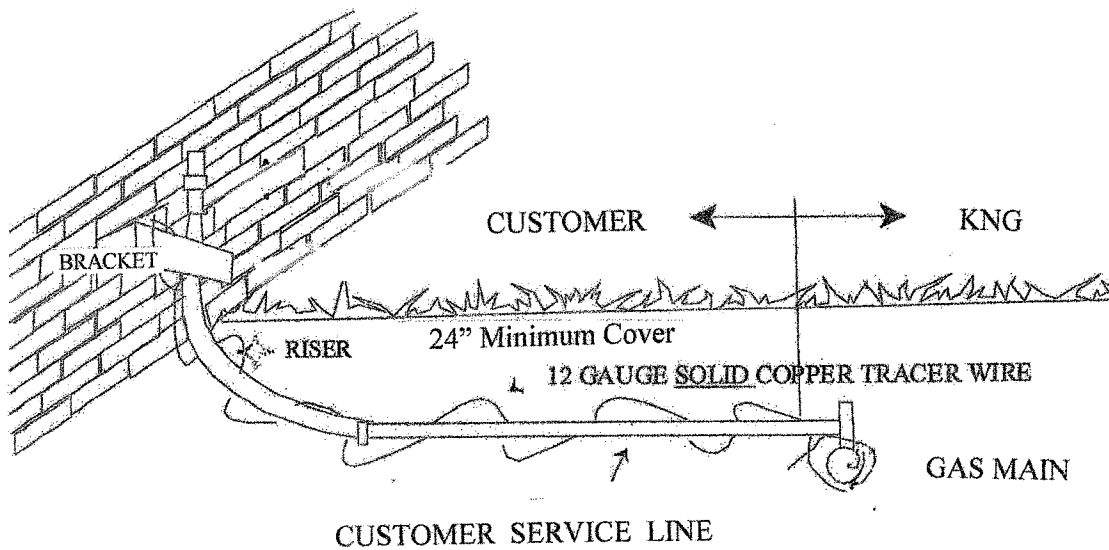 CUSTOMER KNG
BRACKET
24” Minimum Cover
RISER
12 GAUGE SOLID COPPER TRACER WIRE
GAS MAIN
CUSTOMER SERVICE LINE